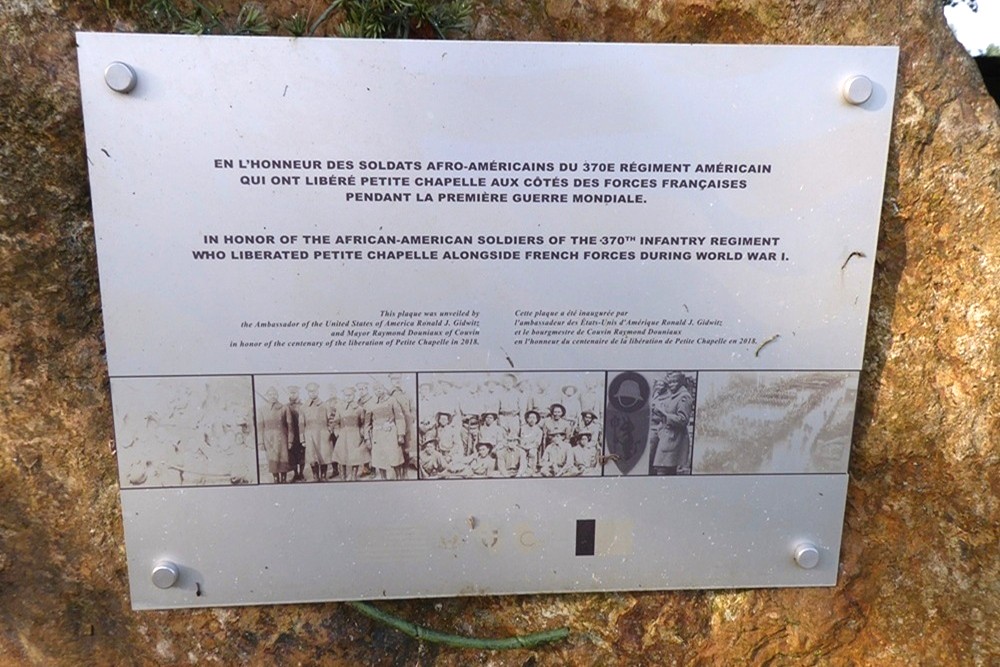 EN L'HONNEUR DES SOLDATS AFRO-AMÉRICAINS DU 370E RÉGIMENT AMÉRICAIN
QUI ONT LIBÉRÉ PETITE CHAPELLE AUX CÔTÉS DES FORCES FRANÇAISES
PENDANT LA PREMIÈRE GUERRE MONDIALE.
IN HONOR OF THE AFRICAN-AMERICAN SOLDIERS OF THE 370TH INFANTRY REGIMENT
WHO LIBERATED PETITE CHAPELLE ALONGSIDE FRENCH FORCES DURING WORLD WAR I.
This plaque was unveiled by
the Ambassador of the United States of America Ronald J. Gidwitz
and Mayor Raymond Douniaux of Couvin
in honor of the centenary of the liberation of Petite Chapelle in 2018.
Cette plaque a été inaugurée par
l'ambassadeur des États-Unis d'Amérique Ronald J. Gidwitz
et le bourgmestre de Couvin Raymond Douniaux
en l'honneur du centenaire de la libération de Petite Chapelle en 2018.